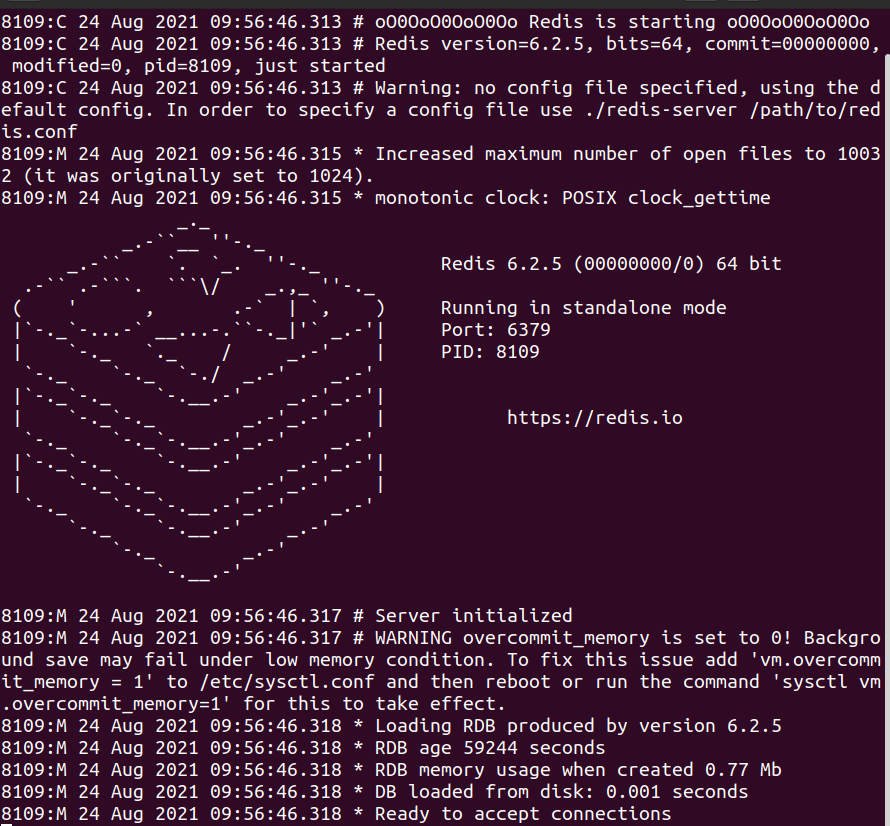 8109:C 24 Aug 2021 09:56:46.313 # oO0OoO0OoO0Oo Redis is starting oO0OoO0OoO0Oo
8109:C 24 Aug 2021 09:56:46.313 # Redis version=6.2.5, bits=64, commit=00000000,
 modified=0, pid=8109, just started
8109:C 24 Aug 2021 09:56:46.313 # Warning: no config file specified, using the d
efault config. In order to specify a config file use ./redis-server /path/to/red
is.conf
8109:M 24 Aug 2021 09:56:46.315 * Increased maximum number of open files to 1003
2 (it was originally set to 1024).
8109:M 24 Aug 2021 09:56:46.315 * monotonic clock: POSIX clock_gettime
Redis 6.2.5 (00000000/0) 64 bit
Running in standalone mode
Port: 6379
PID: 8109
https://redis.io
8109:M 24 Aug 2021 09:56:46.317 # Server initialized
8109:M 24 Aug 2021 09:56:46.317 # WARNING overcommit_memory is set to 0! Backgro
und save may fail under low memory condition. To fix this issue add 'vm.overcomm
it_memory = 1' to /etc/sysctl.conf and then reboot or run the command 'sysctl vm
.overcommit_memory=1' for this to take effect.
8109:M 24 Aug 2021 09:56:46.318 * Loading RDB produced by version 6.2.5
8109:M 24 Aug 2021 09:56:46.318 * RDB age 59244 seconds
8109:M 24 Aug 2021 09:56:46.318 * RDB memory usage when created 0.77 Mb
8109:M 24 Aug 2021 09:56:46.318 * DB loaded from disk: 0.001 seconds
8109:M 24 Aug 2021 09:56:46.318 * Ready to accept connections